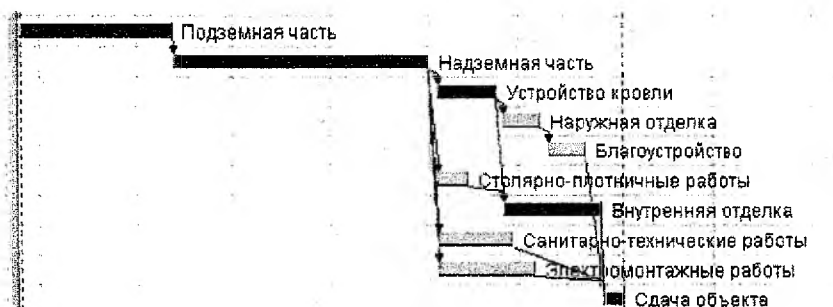 Подземная часть
Надземная часть
Устройство кровли
Наружная отделка
Благоустройство
Столярно-плотничные работы
Внутренняя отделка
Санитарно-технические работы
Электромонтажные работы
Сдача объекта